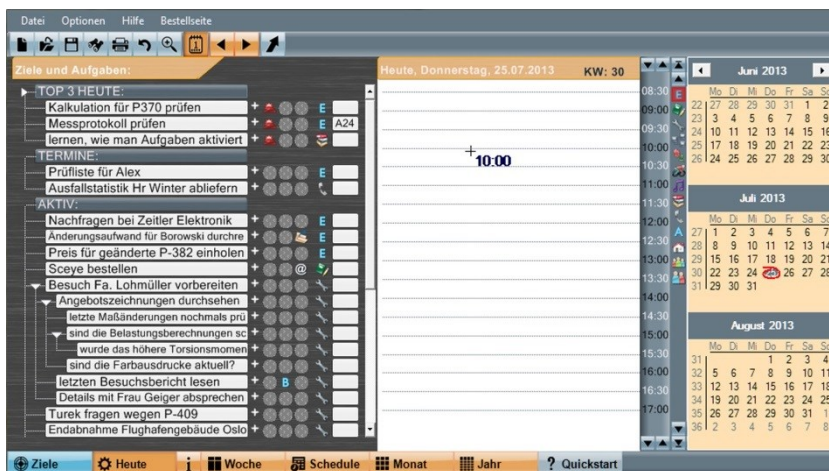 Datei Optionen Hilfe Bestellseite
Ziele und Aufgaben:
TOP 3 HEUTE:
Kalkulation für P370 prüfen E
Messprotokoll prüfen E A24
lernen, wie man Aufgaben aktiviert
TERMINE:
Prüfliste für Alex E
Ausfallstatistik Hr Winter abliefern
AKTIV:
Nachfragen bei Zeitler Elektronik E
Änderungsaufwand für Borowski durchre E
Preis für geänderte P-382 einholen E
Sceye bestellen @
Besuch Fa. Lohmüller vorbereiten
Angebotszeichnungen durchsehen
letzte Maßänderungen nochmals prü
sind die Belastungsberechnungen sc
wurde das höhere Torsionsmomen
sind die Farbausdrucke aktuell?
letzten Besuchsbericht lesen B
Details mit Frau Geiger absprechen
Turek fragen wegen P-409
Endabnahme Flughafengebäude Oslo
Heute, Donnerstag, 25.07.2013 KW: 30
10:00
08:30 E
09:00
09:30
10:00
10:30
11:00
11:30
12:00
12:30 A
13:00
13:30
14:00
14:30
15:00
15:30
16:00
16:30
17:00
Juni 2013
Mo Di Mi Do Fr Sa So
22 27 28 29 30 31 1 2
23 3 4 5 6 7 8 9
24 10 11 12 13 14 15 16
25 17 18 19 20 21 22 23
26 24 25 26 27 28 29 30
Juli 2013
Mo Di Mi Do Fr Sa So
27 1 2 3 4 5 6 7
28 8 9 10 11 12 13 14
29 15 16 17 18 19 20 21
30 22 23 24 25 26 27 28
31 29 30 31
August 2013
Mo Di Mi Do Fr Sa So
31 1 2 3 4
32 5 6 7 8 9 10 11
33 12 13 14 15 16 17 18
34 19 20 21 22 23 24 25
35 26 27 28 29 30 31 1
36 2 3 4 5 6 7 8
Ziele Heute i Woche Schedule Monat Jahr ? Quickstart